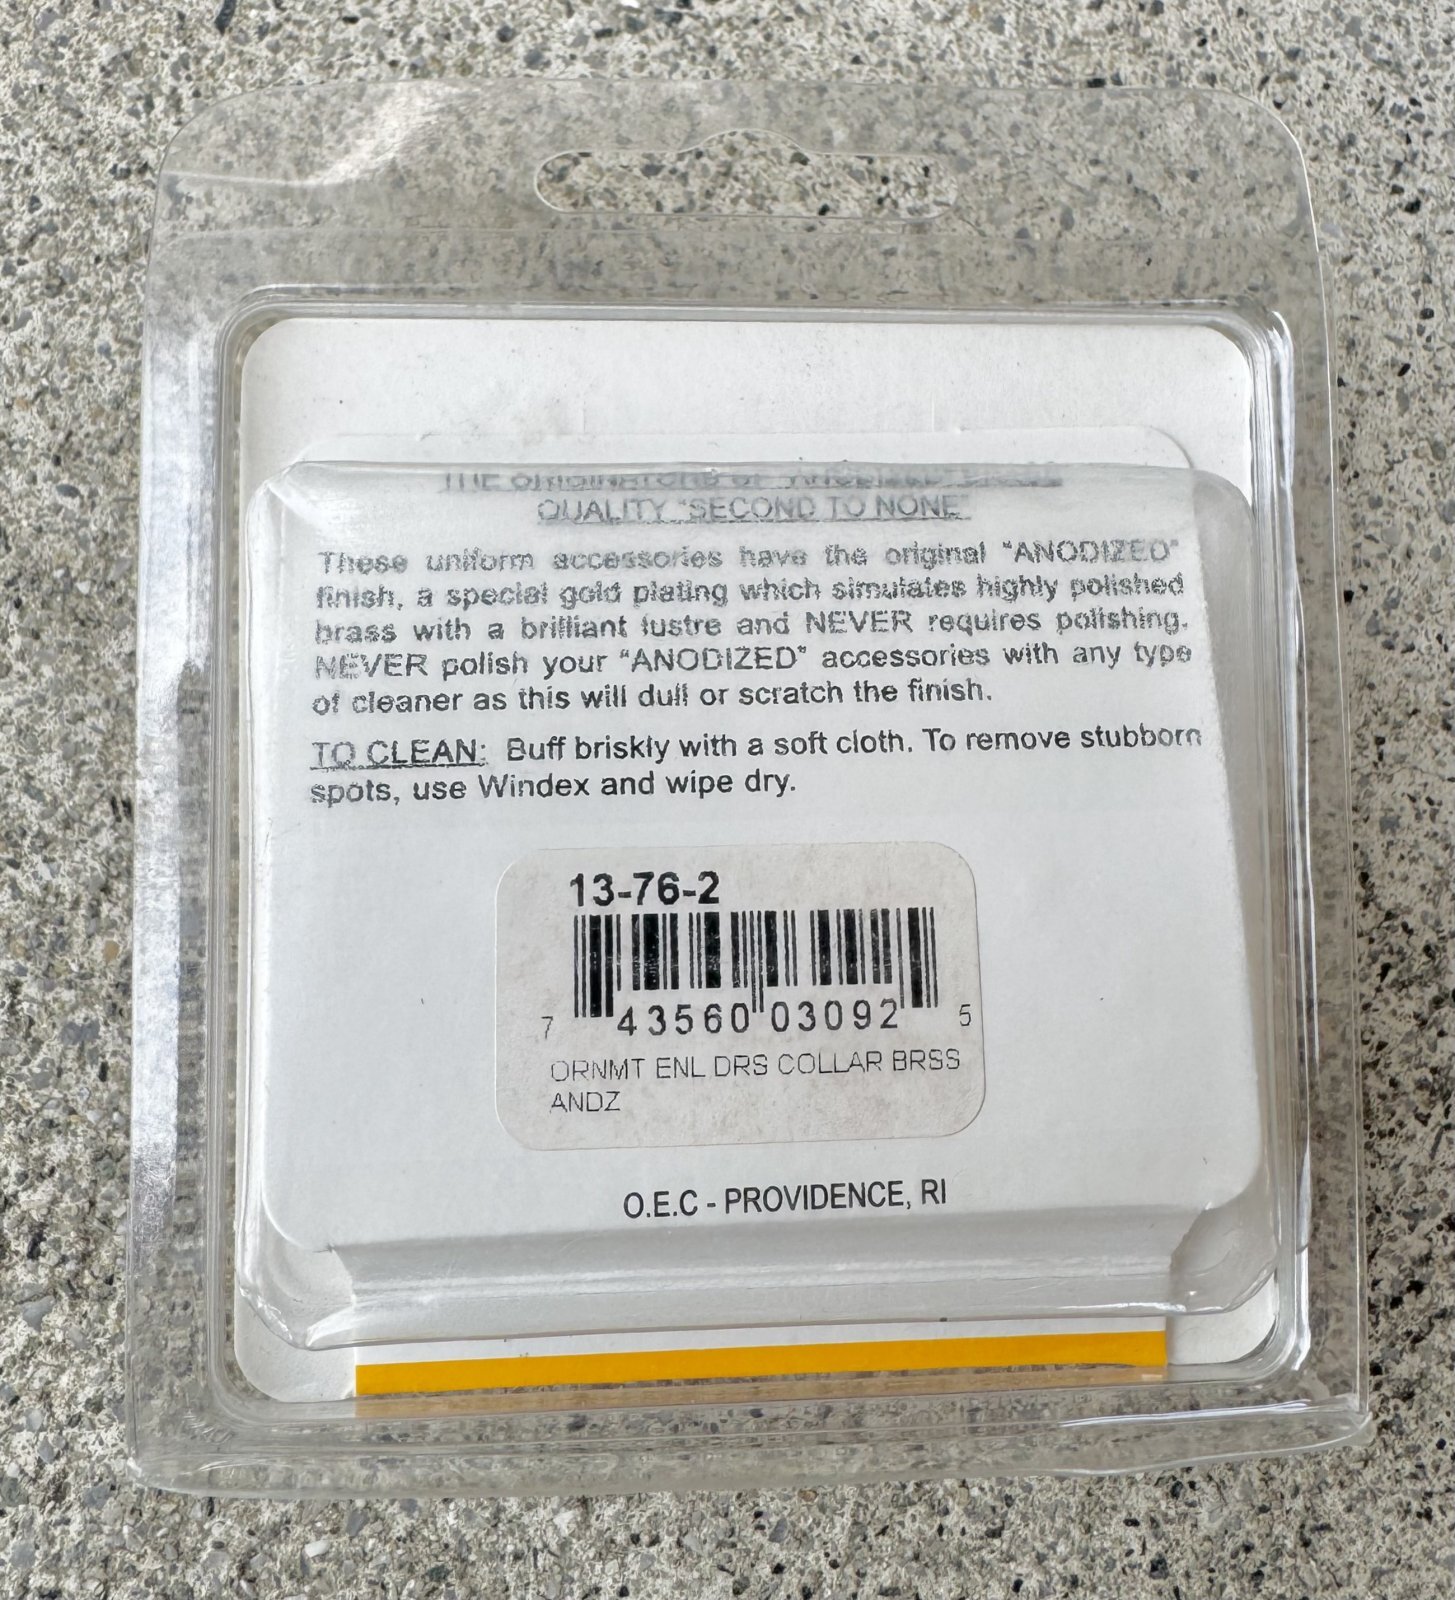 THE ORIGINATORS OF "ANODIZED"
QUALITY "SECOND TO NONE"
These uniform accessories have the original "ANODIZED"
finish, a special gold plating which simulates highly polished
brass with a brilliant lustre and NEVER requires polishing.
NEVER polish your "ANODIZED" accessories with any type
of cleaner as this will dull or scratch the finish.
TO CLEAN: Buff briskly with a soft cloth. To remove stubborn
spots, use Windex and wipe dry.
13-76-2
7 43560 03092 5
ORNMT ENL DRS COLLAR BRSS
ANDZ
O.E.C - PROVIDENCE, RI